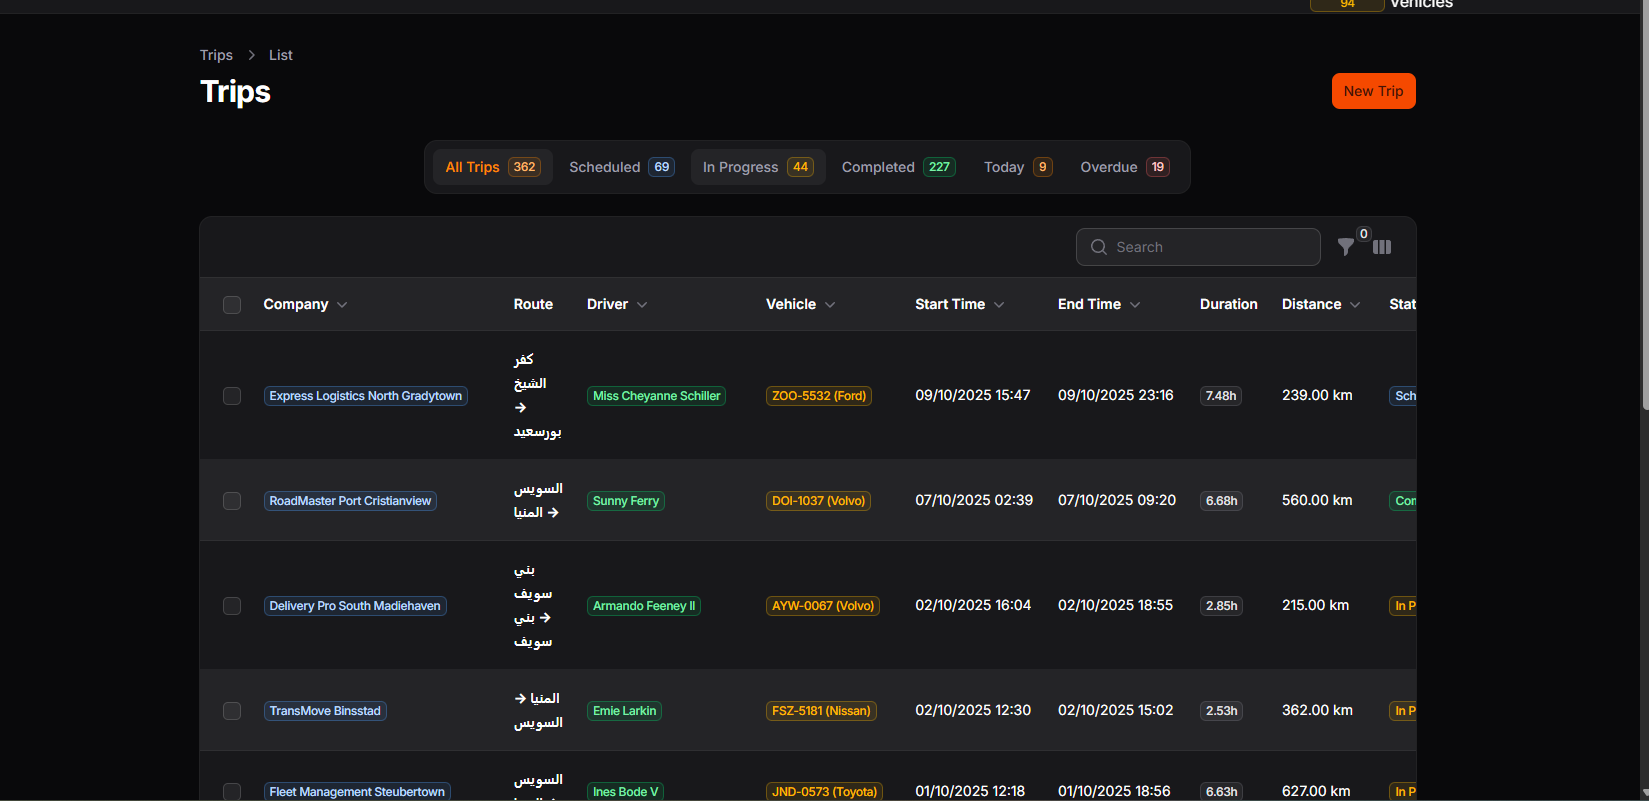 94 Vehicles
Trips > List
Trips
New Trip
All Trips 362 Scheduled 69 In Progress 44 Completed 227 Today 9 Overdue 19
Search
0
Company Route Driver Vehicle Start Time End Time Duration Distance Stat
كفر
الشيخ
→
بورسعيد
Express Logistics North Gradytown Miss Cheyanne Schiller ZOO-5532 (Ford) 09/10/2025 15:47 09/10/2025 23:16 7.48h 239.00 km Sch
السويس
→ المنيا
RoadMaster Port Cristianview Sunny Ferry DOI-1037 (Volvo) 07/10/2025 02:39 07/10/2025 09:20 6.68h 560.00 km Com
بني
سويف
→ بني
سويف
Delivery Pro South Madiehaven Armando Feeney II AYW-0067 (Volvo) 02/10/2025 16:04 02/10/2025 18:55 2.85h 215.00 km In P
المنيا →
السويس
TransMove Binsstad Emie Larkin FSZ-5181 (Nissan) 02/10/2025 12:30 02/10/2025 15:02 2.53h 362.00 km In P
السويس
Fleet Management Steubertown Ines Bode V JND-0573 (Toyota) 01/10/2025 12:18 01/10/2025 18:56 6.63h 627.00 km In P